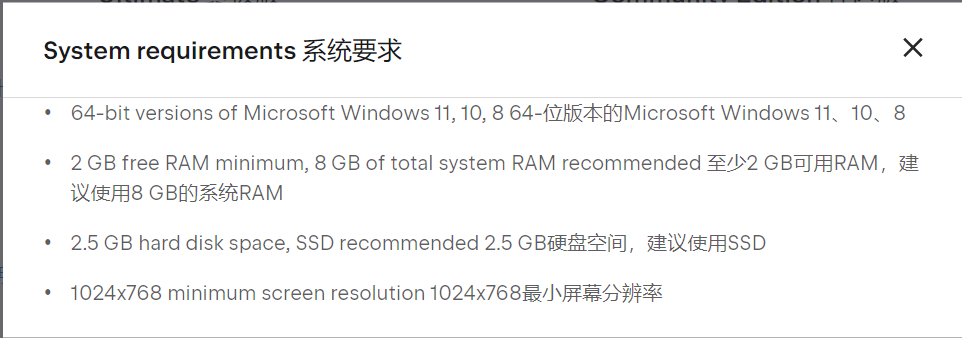 System requirements 系统要求
• 64-bit versions of Microsoft Windows 11, 10, 8 64-位版本的Microsoft Windows 11、10、8
• 2 GB free RAM minimum, 8 GB of total system RAM recommended 至少2 GB可用RAM，建
议使用8 GB的系统RAM
• 2.5 GB hard disk space, SSD recommended 2.5 GB硬盘空间，建议使用SSD
• 1024x768 minimum screen resolution 1024x768最小屏幕分辨率